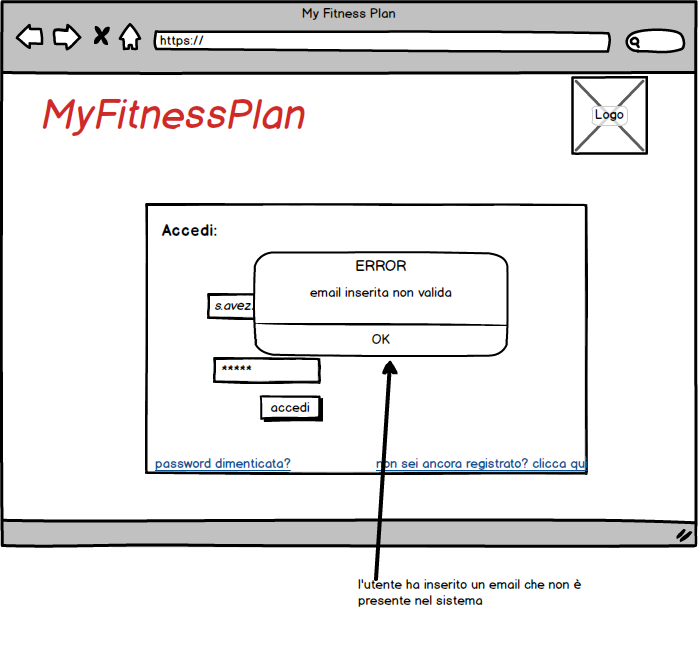 My Fitness Plan
https://
MyFitnessPlan
Logo
Accedi:
ERROR
email inserita non valida
s.avez.
OK
*****
accedi
password dimenticata?
non sei ancora registrato? clicca qui
l'utente ha inserito un email che non è
presente nel sistema